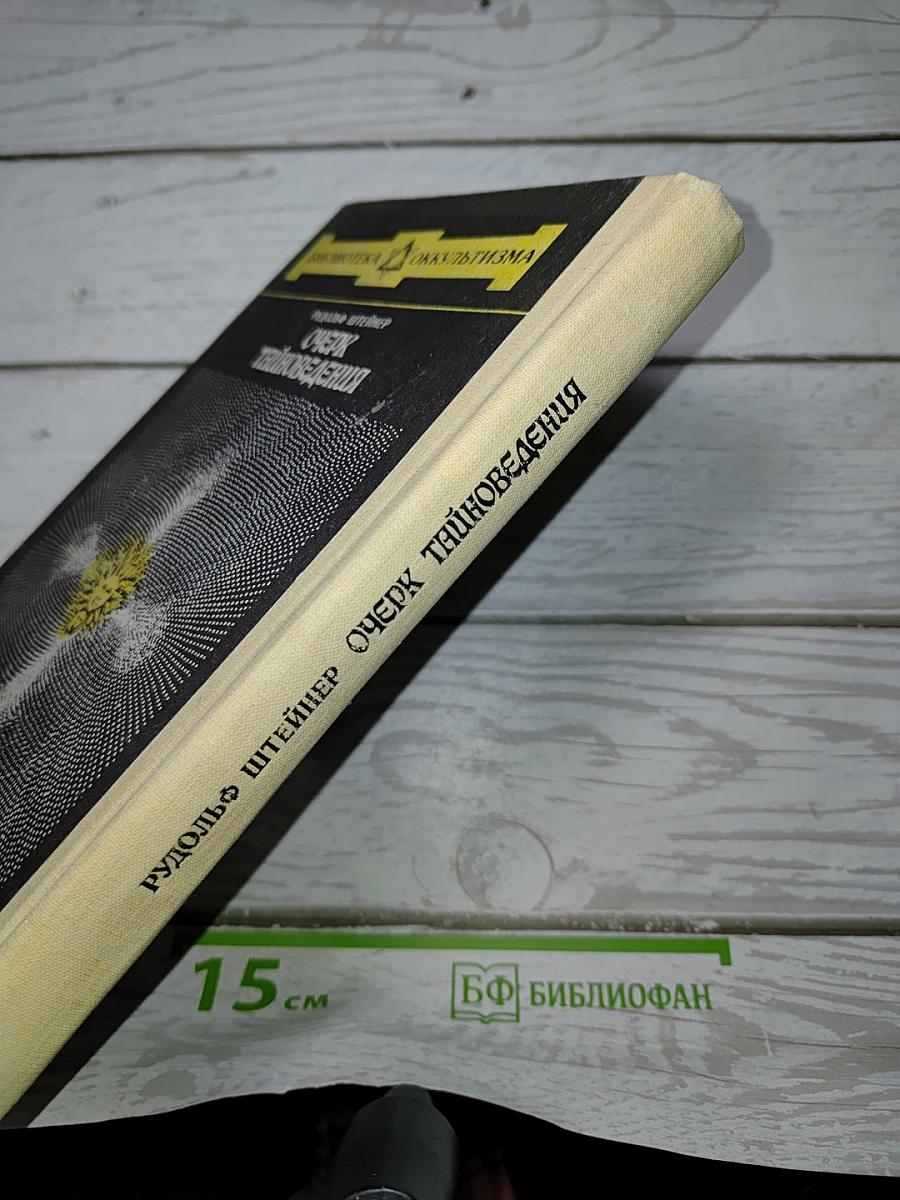 БИБЛИОТЕКА ОККУЛЬТИЗМА
РУДОЛЬФ ШТЕЙНЕР
ОЧЕРК
ТАЙНОВЕДЕНИЯ
РУДОЛЬФ ШТЕЙНЕР ОЧЕРК ТАЙНОВЕДЕНИЯ
15 см
БФ БИБЛИОФАН